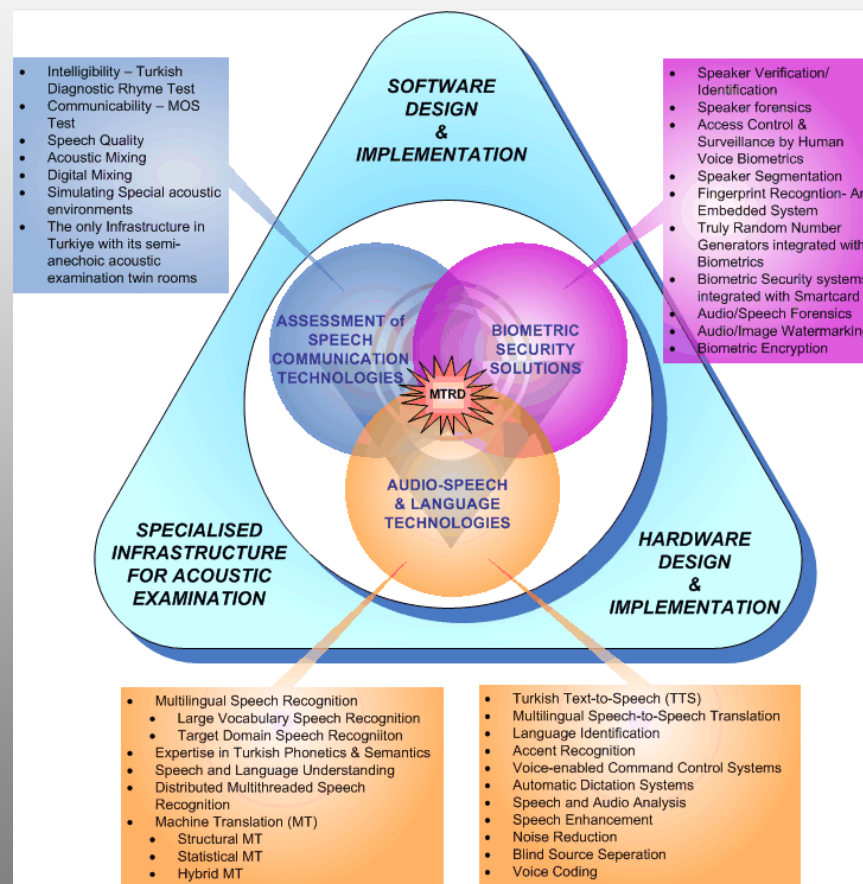 SOFTWARE
DESIGN
&
IMPLEMENTATION
• Intelligibility – Turkish
Diagnostic Rhyme Test
• Communicability – MOS
Test
• Speech Quality
• Acoustic Mixing
• Digital Mixing
• Simulating Special acoustic
environments
• The only Infrastructure in
Turkiye with its semi-
anechoic acoustic
examination twin rooms
• Speaker Verification/
Identification
• Speaker forensics
• Access Control &
Surveillance by Human
Voice Biometrics
• Speaker Segmentation
• Fingerprint Recogntion- An
Embedded System
• Truly Random Number
Generators integrated with
Biometrics
• Biometric Security systems
integrated with Smartcard
• Audio/Speech Forensics
• Audio/Image Watermarking
• Biometric Encryption
ASSESSMENT of
SPEECH
COMMUNICATION
TECHNOLOGIES
BIOMETRIC
SECURITY
SOLUTIONS
MTRD
AUDIO-SPEECH
& LANGUAGE
TECHNOLOGIES
SPECIALISED
INFRASTRUCTURE
FOR ACOUSTIC
EXAMINATION
HARDWARE
DESIGN
&
IMPLEMENTATION
• Multilingual Speech Recognition
• Large Vocabulary Speech Recognition
• Target Domain Speech Recogniiton
• Expertise in Turkish Phonetics & Semantics
• Speech and Language Understanding
• Distributed Multithreaded Speech
Recognition
• Machine Translation (MT)
• Structural MT
• Statistical MT
• Hybrid MT
• Turkish Text-to-Speech (TTS)
• Multilingual Speech-to-Speech Translation
• Language Identification
• Accent Recognition
• Voice-enabled Command Control Systems
• Automatic Dictation Systems
• Speech and Audio Analysis
• Speech Enhancement
• Noise Reduction
• Blind Source Seperation
• Voice Coding